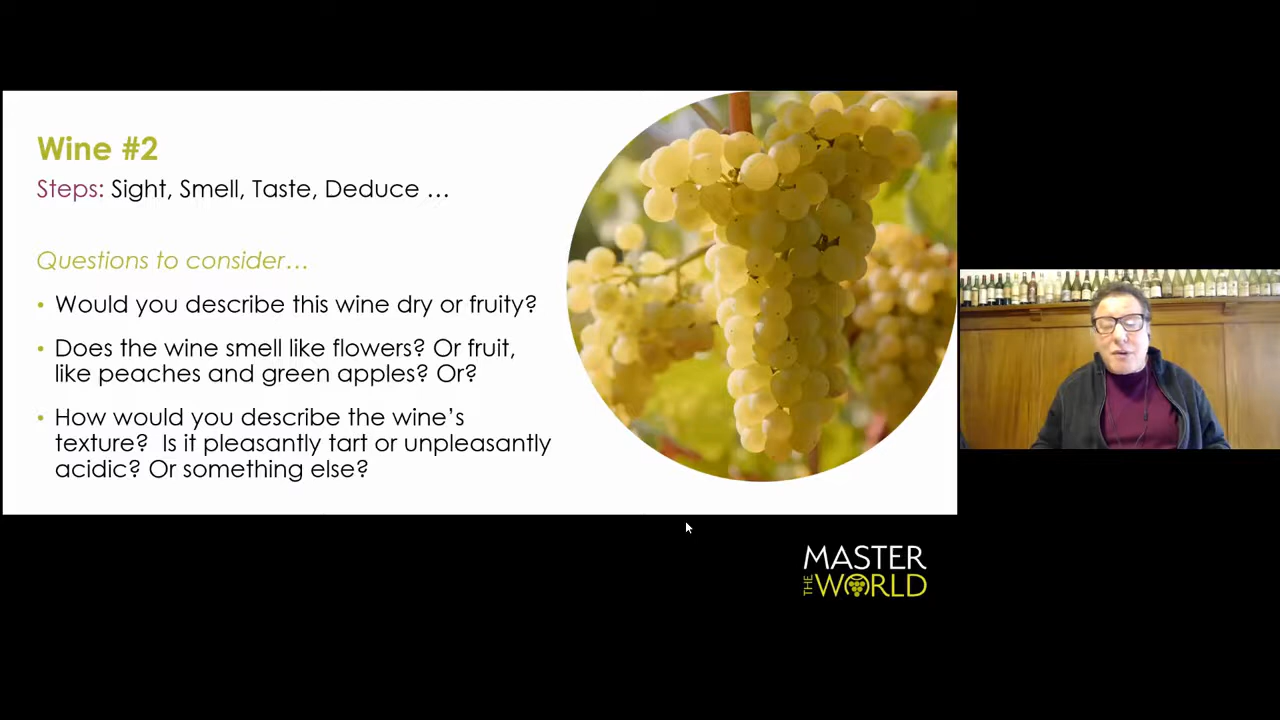 Wine #2
Steps: Sight, Smell, Taste, Deduce …
Questions to consider…
• Would you describe this wine dry or fruity?
• Does the wine smell like flowers? Or fruit,
like peaches and green apples? Or?
• How would you describe the wine’s
texture?  Is it pleasantly tart or unpleasantly
acidic? Or something else?
MASTER
THE WORLD